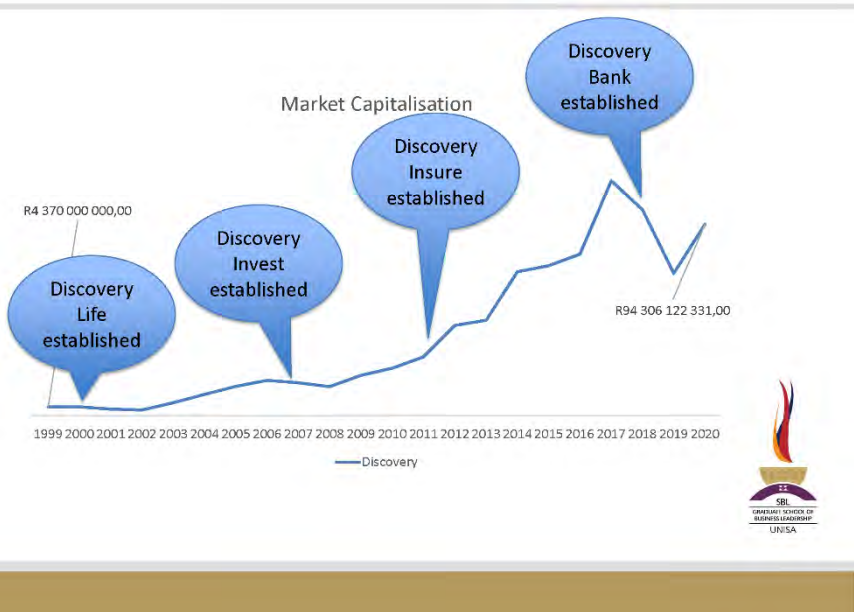 Discovery
Bank
established
Market Capitalisation
Discovery
Insure
established
R4 370 000 000,00
Discovery
Invest
established
Discovery
Life
established
R94 306 122 331,00
1999 2000 2001 2002 2003 2004 2005 2006 2007 2008 2009 2010 2011 2012 2013 2014 2015 2016 2017 2018 2019 2020
Discovery
SBL
GRADUATE SCHOOL OF
BUSINESS LEADERSHIP
UNISA